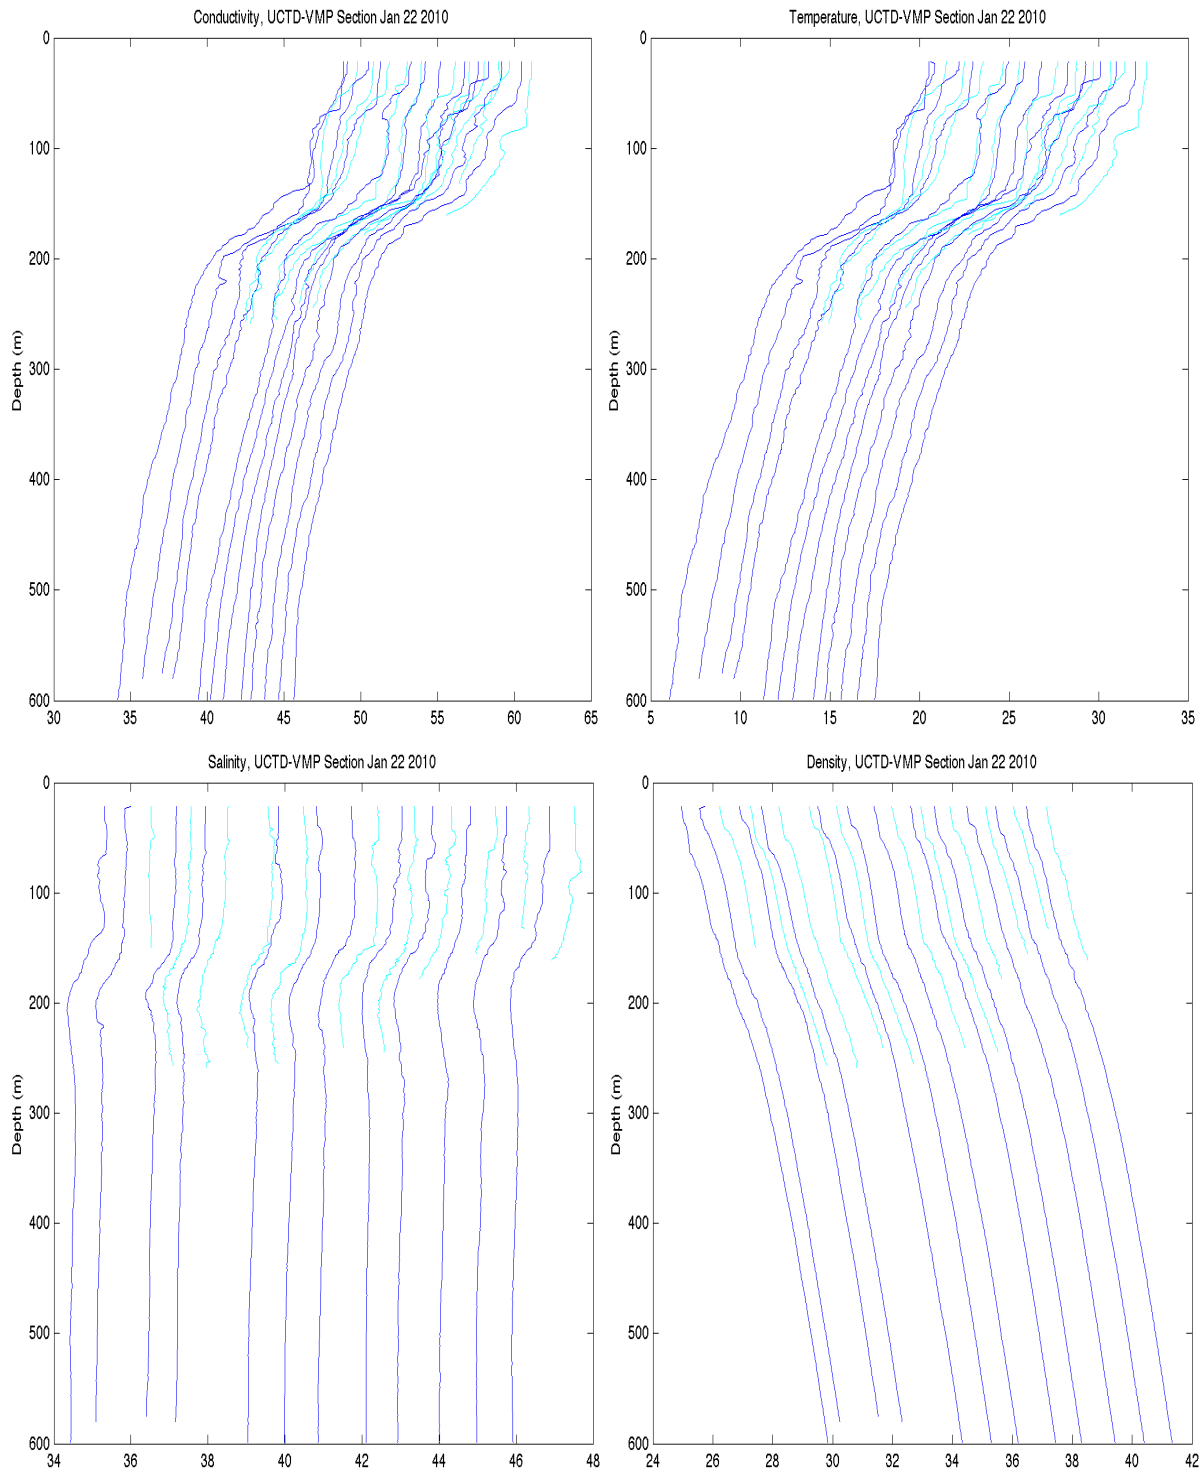 Conductivity, UCTD-VMP Section Jan 22 2010
0
100
200
300
400
500
600
Depth (m)
30 35 40 45 50 55 60 65
Temperature, UCTD-VMP Section Jan 22 2010
0
100
200
300
400
500
600
Depth (m)
5 10 15 20 25 30 35
Salinity, UCTD-VMP Section Jan 22 2010
0
100
200
300
400
500
600
Depth (m)
34 36 38 40 42 44 46 48
Density, UCTD-VMP Section Jan 22 2010
0
100
200
300
400
500
600
Depth (m)
24 26 28 30 32 34 36 38 40 42